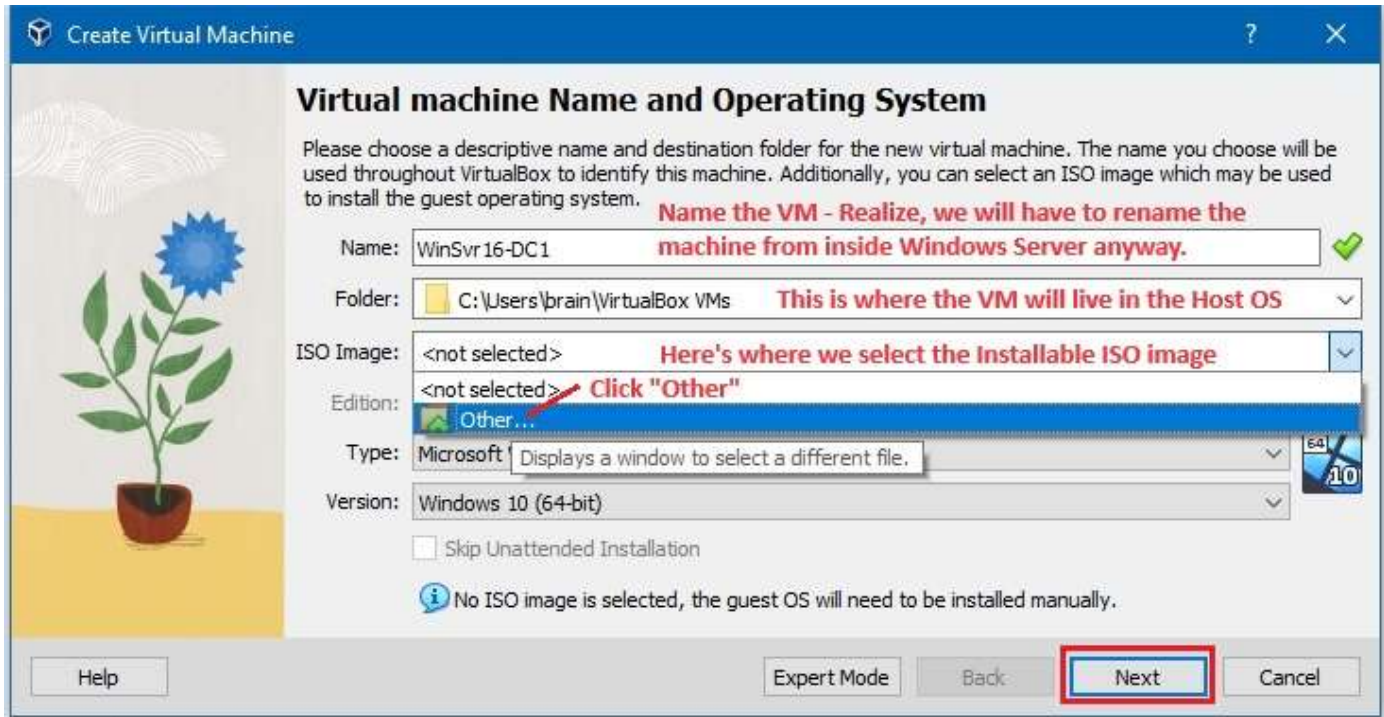 Create Virtual Machine
?
Virtual machine Name and Operating System
Please choose a descriptive name and destination folder for the new virtual machine. The name you choose will be
used throughout VirtualBox to identify this machine. Additionally, you can select an ISO image which may be used
to install the guest operating system.
Name the VM - Realize, we will have to rename the
machine from inside Windows Server anyway.
Name: WinSvr16-DC1
Folder: C:\Users\brain\VirtualBox VMs This is where the VM will live in the Host OS
ISO Image: <not selected> Here's where we select the Installable ISO image
<not selected> Click "Other"
Edition:
Other...
Type: Microsoft
Displays a window to select a different file.
64
10
Version: Windows 10 (64-bit)
Skip Unattended Installation
No ISO image is selected, the guest OS will need to be installed manually.
Help Expert Mode Back Next Cancel